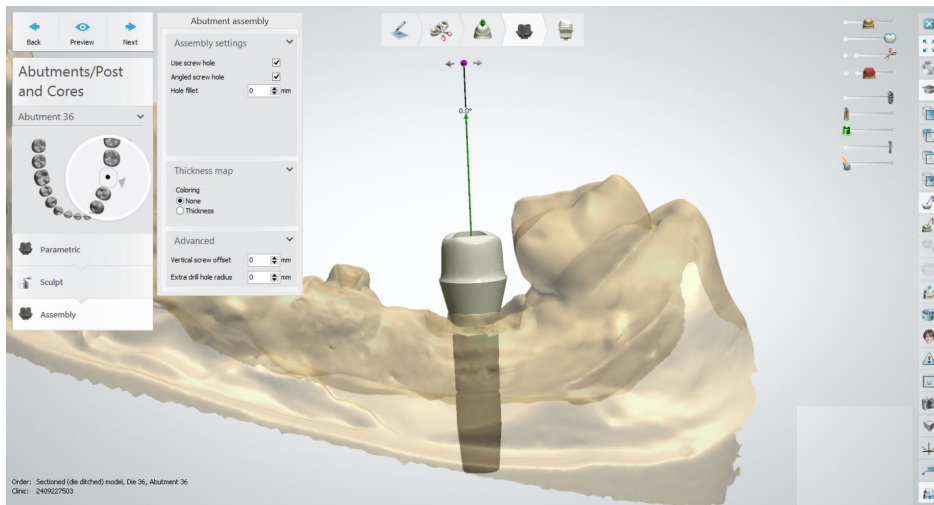 Back Preview Next
Abutments/Post
and Cores
Abutment 36
Parametric
Sculpt
Assembly
Abutment assembly
Assembly settings
Use screw hole
Angled screw hole
Hole fillet 0 mm
Thickness map
Coloring
None
Thickness
Advanced
Vertical screw offset 0 mm
Extra drill hole radius 0 mm
0.0°
Order: Sectioned (die ditched) model, Die 36, Abutment 36
Clinic: 2409227503